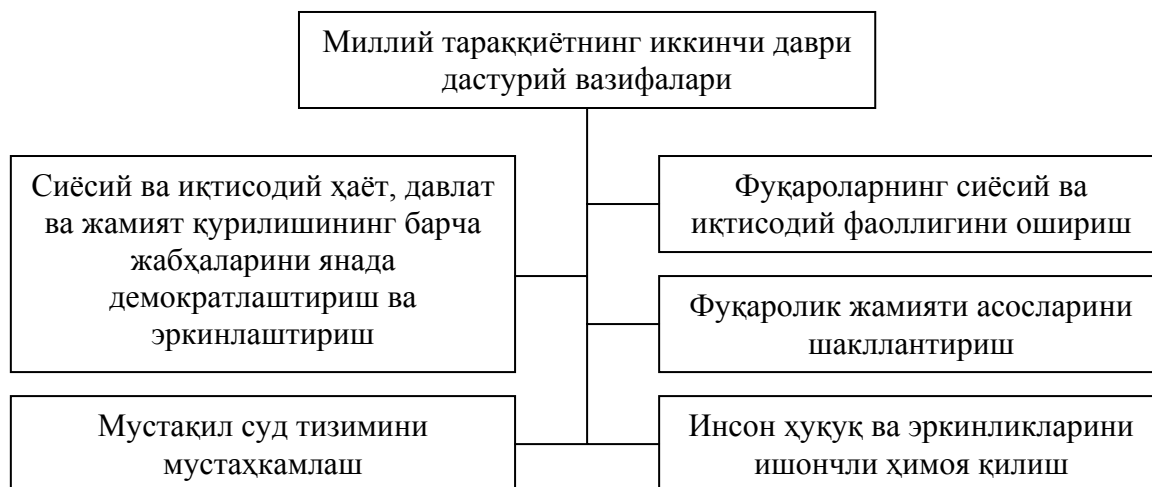 Миллий тараққиётнинг иккинчи даври
дастурий вазифалари
Сиёсий ва иқтисодий ҳаёт, давлат
ва жамият қурилишининг барча
жабҳаларини янада
демократлаштириш ва
эркинлаштириш
Мустақил суд тизимини
мустаҳкамлаш
Фуқароларнинг сиёсий ва
иқтисодий фаоллигини ошириш
Фуқаролик жамияти асосларини
шакллантириш
Инсон ҳуқуқ ва эркинликларини
ишончли ҳимоя қилиш